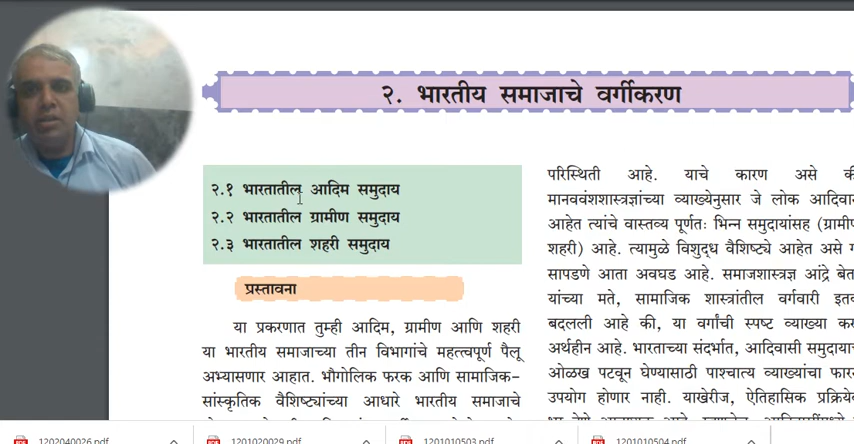 २. भारतीय समाजाचे वर्गीकरण
२.१ भारतातील आदिम समुदाय
२.२ भारतातील ग्रामीण समुदाय
२.३ भारतातील शहरी समुदाय
प्रस्तावना
या प्रकरणात तुम्ही आदिम, ग्रामीण आणि शहरी
या भारतीय समाजाच्या तीन विभागांचे महत्त्वपूर्ण पैलू
अभ्यासणार आहात. भौगोलिक फरक आणि सामाजिक-
सांस्कृतिक वैशिष्ट्यांच्या आधारे भारतीय समाजाचे
परिस्थिती आहे. याचे कारण असे
मानववंशशास्त्रज्ञांच्या व्याख्येनुसार जे लोक
आहेत त्यांचे वास्तव्य पूर्णतः भिन्न समुदायांसह
शहरी) आहे. त्यामुळे विशुद्ध वैशिष्ट्ये आहेत असे
सापडणे आता अवघड आहे. समाजशास्त्रज्ञ आंद्रे
यांच्या मते, सामाजिक शास्त्रांतील वर्गवारी
बदलली आहे की, या वर्गांची स्पष्ट व्याख्या
अर्थहीन आहे. भारताच्या संदर्भात, आदिवासी
ओळख पटवून घेण्यासाठी पाश्चात्य व्याख्यांचा
उपयोग होणार नाही. याखेरीज, ऐतिहासिक
1202040026.pdf
1201020029.pdf
1201010503.pdf
1201010504.pdf